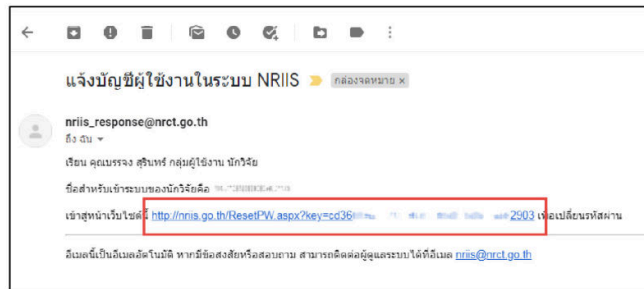 แจ้งบัญชีผู้ใช้งานในระบบ NRIIS กล่องจดหมาย ×
nriis_response@nrct.go.th
ถึง ฉัน
เรียน คุณบรรจง สุรินทร์ กลุ่มผู้ใช้งาน นักวิจัย
ชื่อสำหรับเข้าระบบของนักวิจัยคือ
เข้าสู่หน้าเว็บไซต์นี้ http://nriis.go.th/ResetPW.aspx?key=cd36 2903 เพื่อเปลี่ยนรหัสผ่าน
อีเมลนี้เป็นอีเมลอัตโนมัติ หากมีข้อสงสัยหรือสอบถาม สามารถติดต่อผู้ดูแลระบบได้ที่อีเมล nriis@nrct.go.th